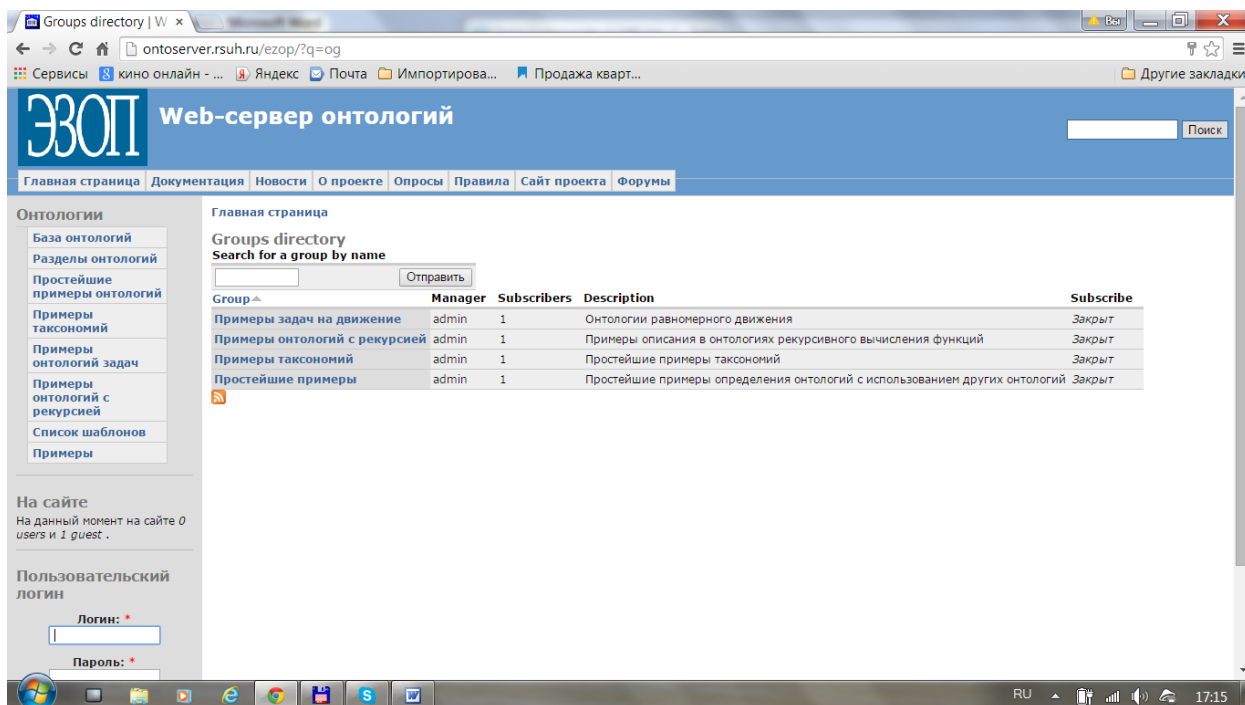 Groups directory | W ×
Microsoft Word
Вы
ontoserver.rsuh.ru/ezop/?q=og
Сервисы 8 кино онлайн - ... Я Яндекс Почта Импортирова... Продажа кварт... Другие закладки
ЭЗОП Web-сервер онтологий
Поиск
Главная страница Документация Новости О проекте Опросы Правила Сайт проекта Форумы
Онтологии
База онтологий
Разделы онтологий
Простейшие
примеры онтологий
Примеры
таксономий
Примеры
онтологий задач
Примеры
онтологий с
рекурсией
Список шаблонов
Примеры
На сайте
На данный момент на сайте 0
users и 1 guest .
Пользовательский
логин
Логин: *
Пароль: *
Главная страница
Groups directory
Search for a group by name
Отправить
Group Manager Subscribers Description Subscribe
Примеры задач на движение admin 1 Онтологии равномерного движения Закрыт
Примеры онтологий с рекурсией admin 1 Примеры описания в онтологиях рекурсивного вычисления функций Закрыт
Примеры таксономий admin 1 Простейшие примеры таксономий Закрыт
Простейшие примеры admin 1 Простейшие примеры определения онтологий с использованием других онтологий Закрыт
RU 17:15